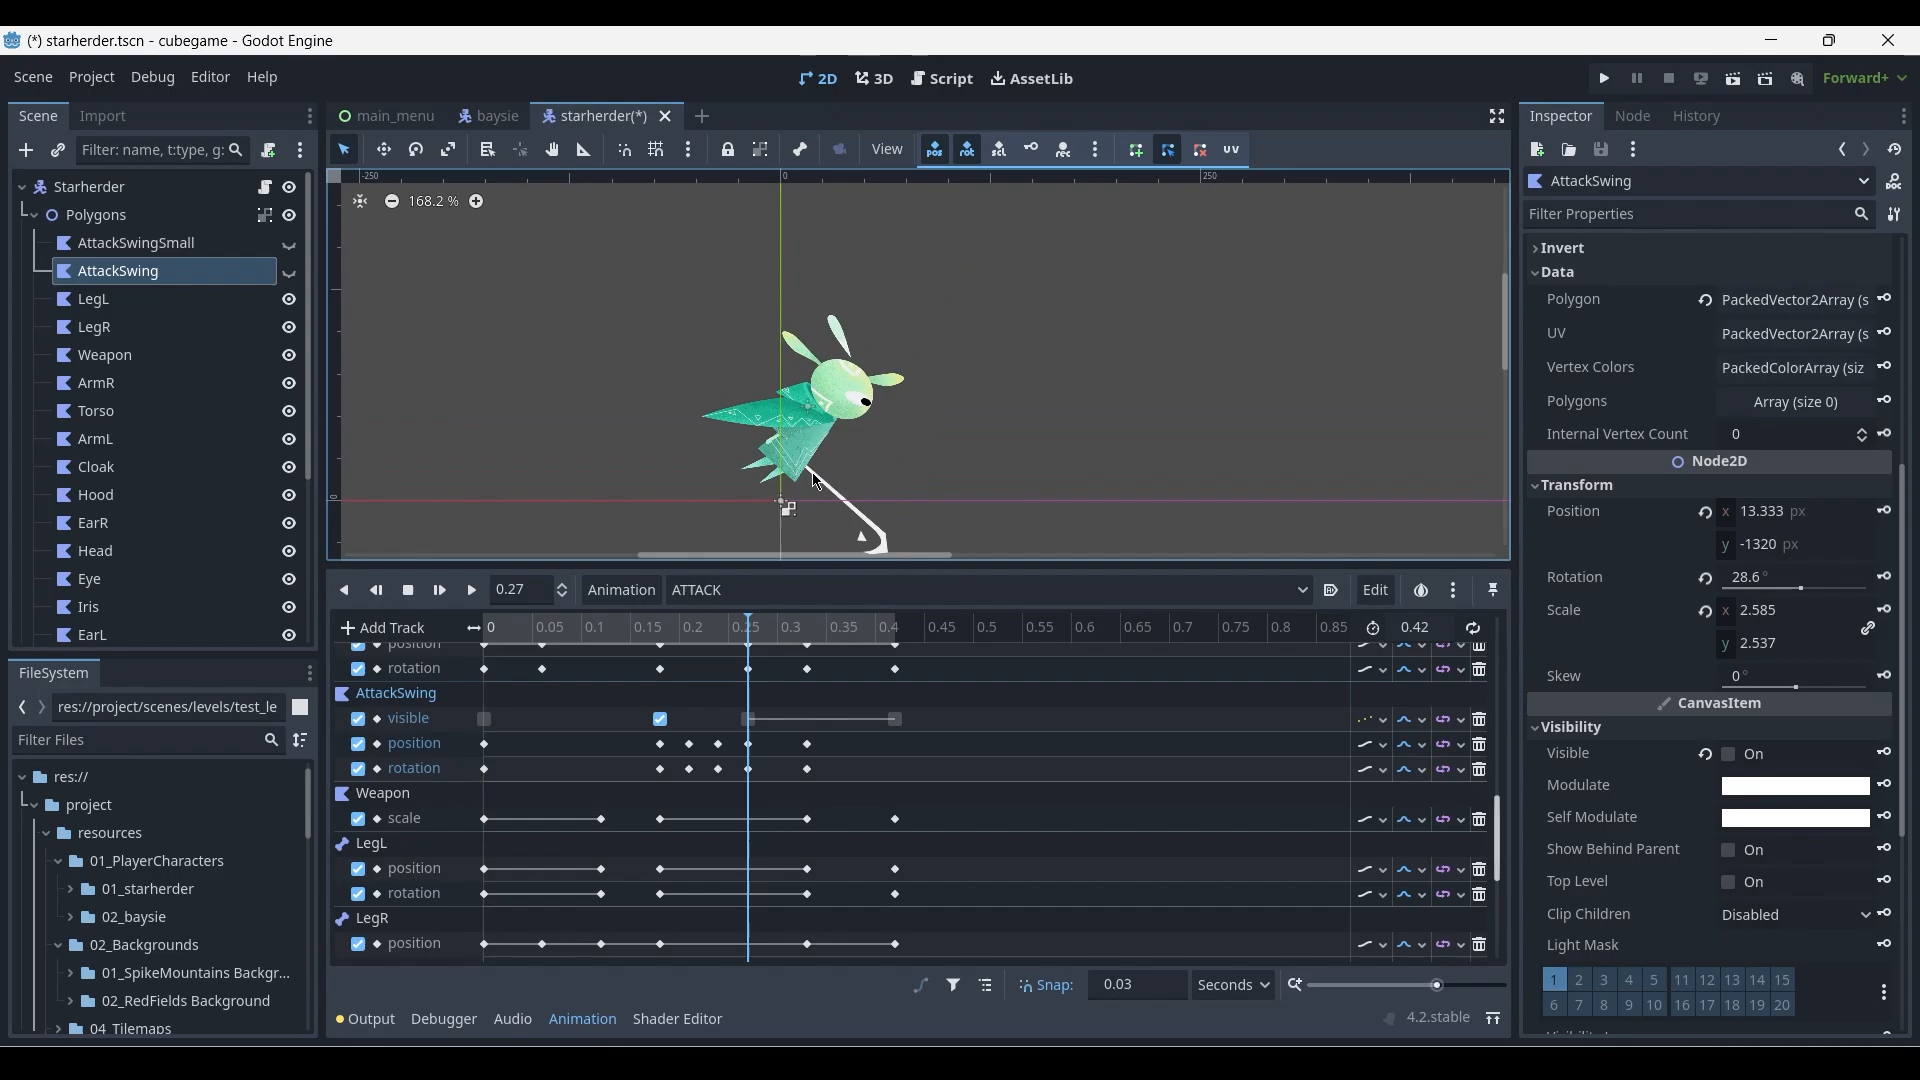 (*) starherder.tscn - cubegame - Godot Engine
Scene Project Debug Editor Help
2D 3D Script AssetLib
Forward+
Scene Import
main_menu baysie starherder(*)
Inspector Node History
Filter: name, t:type, g:
View
pos rot scl UV
Starherder
Polygons
AttackSwingSmall
AttackSwing
LegL
LegR
Weapon
ArmR
Torso
ArmL
Cloak
Hood
EarR
Head
Eye
Iris
EarL
-250 0 250
168.2 %
0
AttackSwing
Filter Properties
Invert
Data
Polygon PackedVector2Array (s
UV PackedVector2Array (s
Vertex Colors PackedColorArray (siz
Polygons Array (size 0)
Internal Vertex Count 0
Node2D
Transform
Position x 13.333 px
y -1320 px
Rotation 28.6°
Scale x 2.585
y 2.537
Skew 0°
CanvasItem
Visibility
Visible On
Modulate
Self Modulate
Show Behind Parent On
Top Level On
Clip Children Disabled
Light Mask
1 2 3 4 5 11 12 13 14 15
6 7 8 9 10 16 17 18 19 20
0.27 Animation ATTACK Edit
Add Track 0 0.05 0.1 0.15 0.2 0.25 0.3 0.35 0.4 0.45 0.5 0.55 0.6 0.65 0.7 0.75 0.8 0.85 0.42
position
rotation
AttackSwing
visible
position
rotation
Weapon
scale
LegL
position
rotation
LegR
position
Snap: 0.03 Seconds
Output Debugger Audio Animation Shader Editor 4.2.stable
FileSystem
res://project/scenes/levels/test_le
Filter Files
res://
project
resources
01_PlayerCharacters
01_starherder
02_baysie
02_Backgrounds
01_SpikeMountains Backgr...
02_RedFields Background
04 Tilemaps